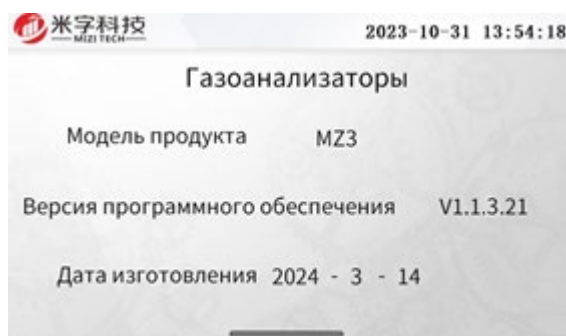 米字科技
MIZI TECH
2023-10-31 13:54:18
Газоанализаторы
Модель продукта MZ3
Версия программного обеспечения V1.1.3.21
Дата изготовления 2024 - 3 - 14